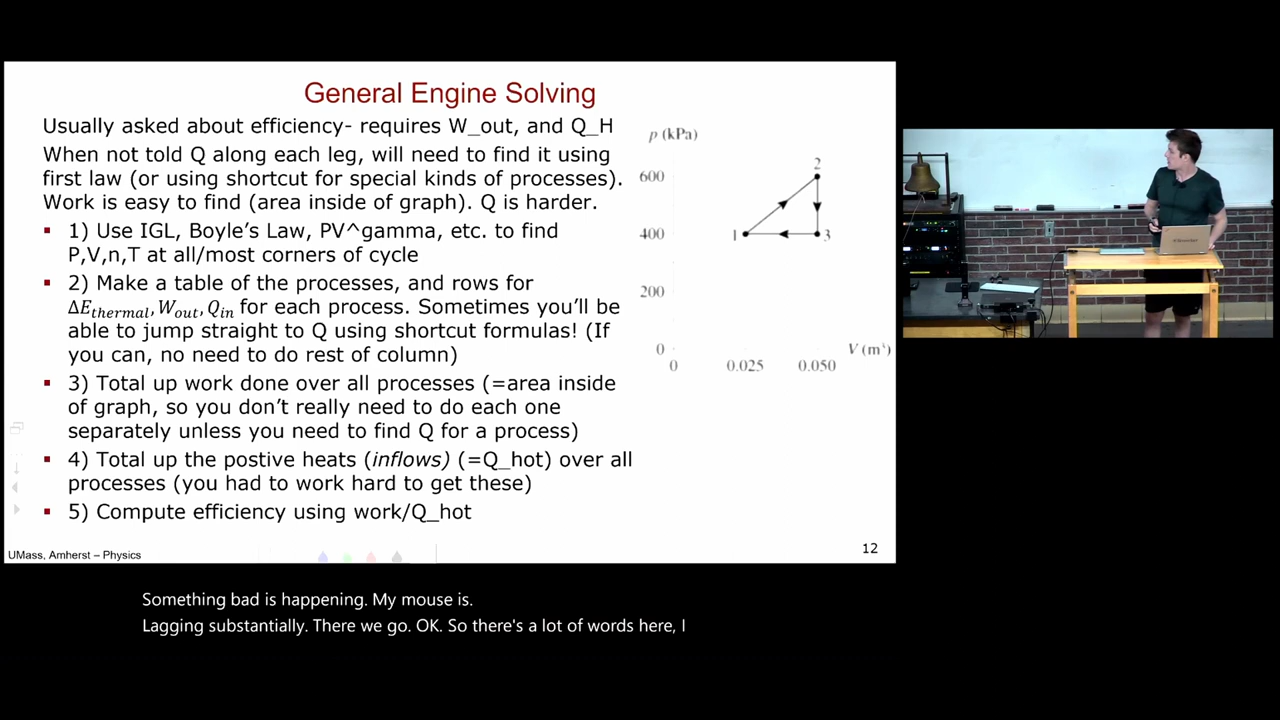 General Engine Solving
Usually asked about efficiency- requires W_out, and Q_H
When not told Q along each leg, will need to find it using
first law (or using shortcut for special kinds of processes).
Work is easy to find (area inside of graph). Q is harder.
▪ 1) Use IGL, Boyle’s Law, PV^gamma, etc. to find
P,V,n,T at all/most corners of cycle
▪ 2) Make a table of the processes, and rows for
ΔE_thermal, W_out, Q_in for each process. Sometimes you’ll be
able to jump straight to Q using shortcut formulas! (If
you can, no need to do rest of column)
▪ 3) Total up work done over all processes (=area inside
of graph, so you don’t really need to do each one
separately unless you need to find Q for a process)
▪ 4) Total up the postive heats (inflows) (=Q_hot) over all
processes (you had to work hard to get these)
▪ 5) Compute efficiency using work/Q_hot
p (kPa)
2
600
400
1
3
200
0
V (m³)
0
0.025
0.050
UMass, Amherst – Physics
12
Something bad is happening. My mouse is.
Lagging substantially. There we go. OK. So there's a lot of words here, I